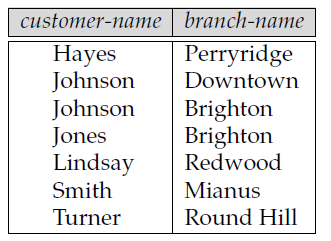 customer-name branch-name
Hayes Perryridge
Johnson Downtown
Johnson Brighton
Jones Brighton
Lindsay Redwood
Smith Mianus
Turner Round Hill